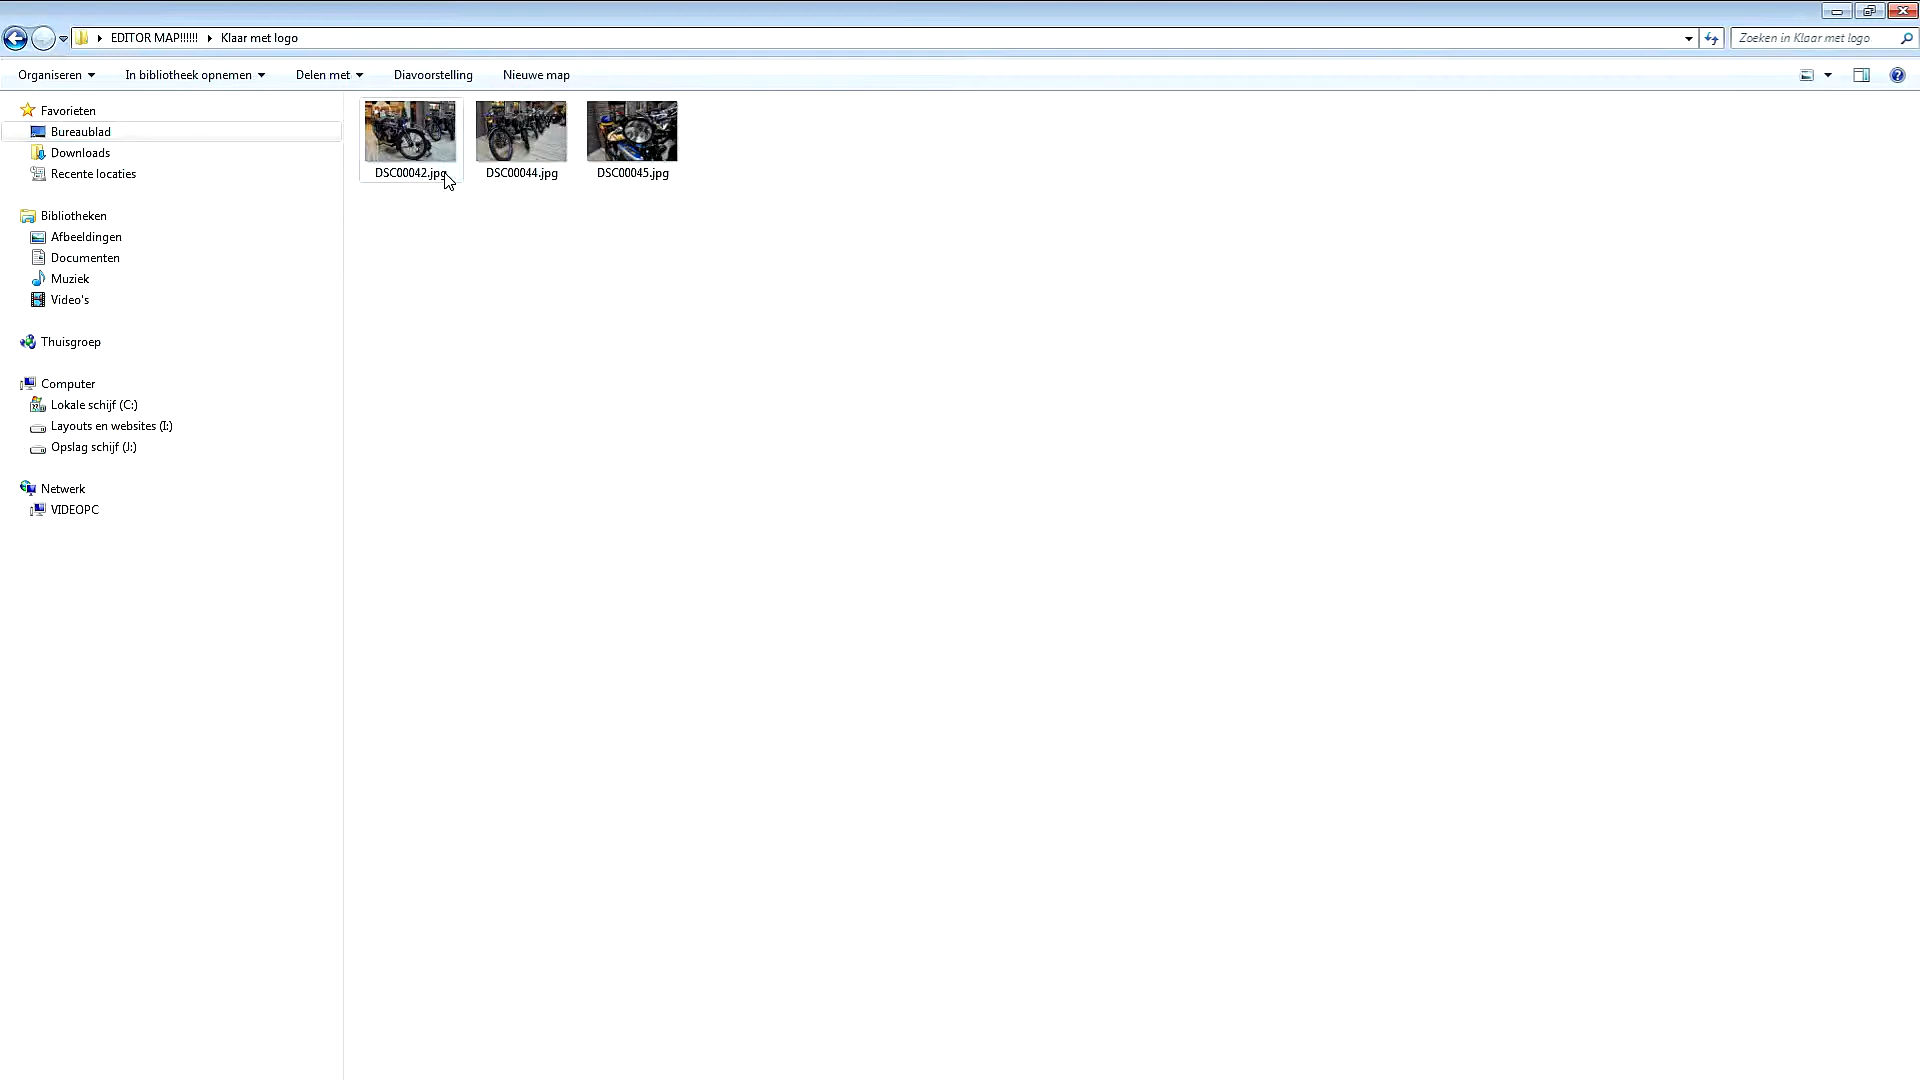 EDITOR MAP!!!!!! Klaar met logo
Zoeken in Klaar met logo
Organiseren In bibliotheek opnemen Delen met Diavoorstelling Nieuwe map
Favorieten
Bureaublad
Downloads
Recente locaties
Bibliotheken
Afbeeldingen
Documenten
Muziek
Video's
Thuisgroep
Computer
Lokale schijf (C:)
Layouts en websites (I:)
Opslag schijf (J:)
Netwerk
VIDEOPC
DSC00042.jpg DSC00044.jpg DSC00045.jpg